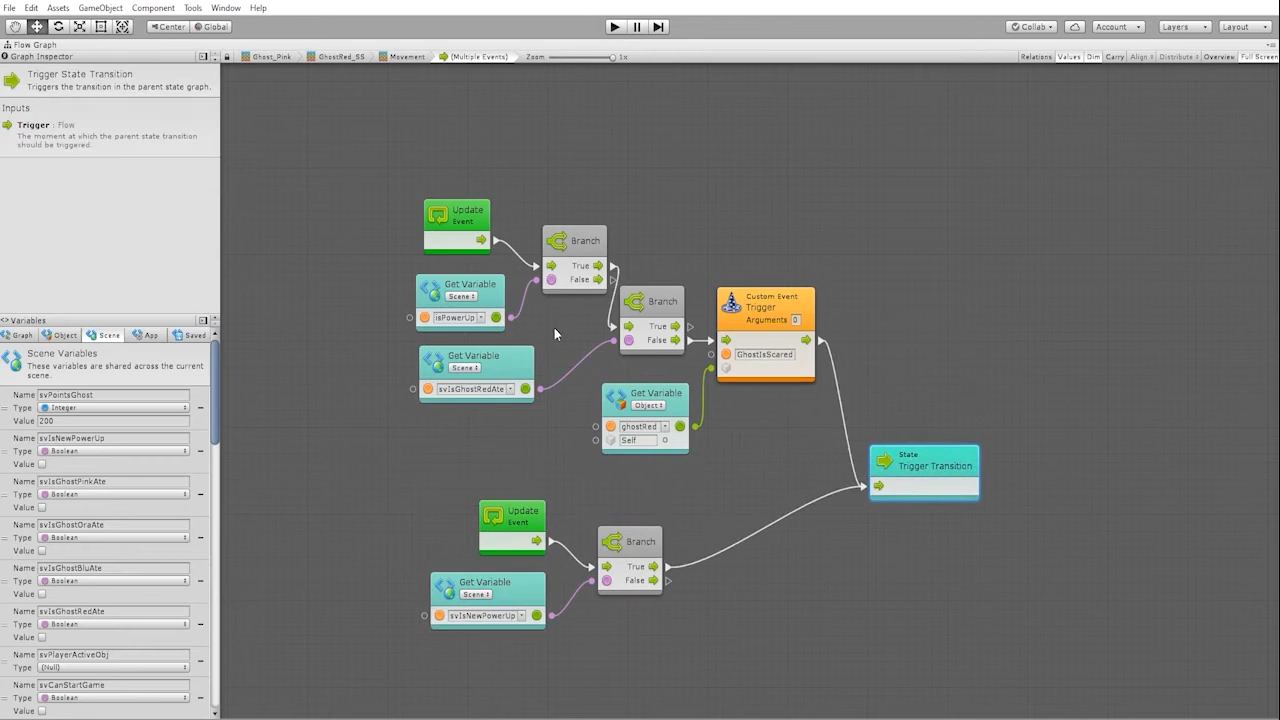 File Edit Assets GameObject Component Tools Window Help
Center Global Collab Account Layers Layout
Flow Graph
Graph Inspector
Ghost_Pink GhostRed_SS Movement (Multiple Events) Zoom 1x Relations Values Dim Carry Align Distribute Overview Full Screen
Trigger State Transition
Triggers the transition in the parent state graph.
Inputs
Trigger : Flow
The moment at which the parent state transition
should be triggered.
Variables
Graph Object Scene App Saved
Scene Variables
These variables are shared across the current
scene.
Name svPointsGhost
Type Integer
Value 200
Name svIsNewPowerUp
Type Boolean
Value
Name svIsGhostPinkAte
Type Boolean
Value
Name svIsGhostOraAte
Type Boolean
Value
Name svIsGhostBluAte
Type Boolean
Value
Name svIsGhostRedAte
Type Boolean
Value
Name svPlayerActiveObj
Type (Null)
Name svCanStartGame
Type Boolean
Value
Update
Event
Branch
True
False
Get Variable
Scene
isPowerUp
Branch
True
False
Get Variable
Scene
svIsGhostRedAte
Custom Event
Trigger
Arguments 0
GhostIsScared
Get Variable
Object
ghostRed
Self
State
Trigger Transition
Update
Event
Branch
True
False
Get Variable
Scene
svIsNewPowerUp